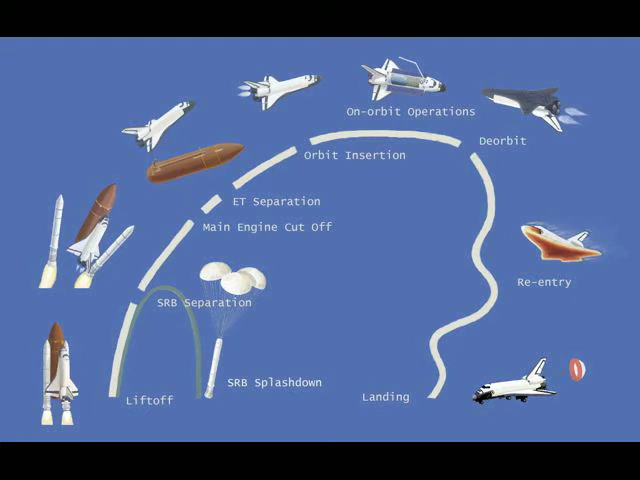 On-orbit Operations
Deorbit
Orbit Insertion
ET Separation
Main Engine Cut Off
Re-entry
SRB Separation
SRB Splashdown
Liftoff
Landing